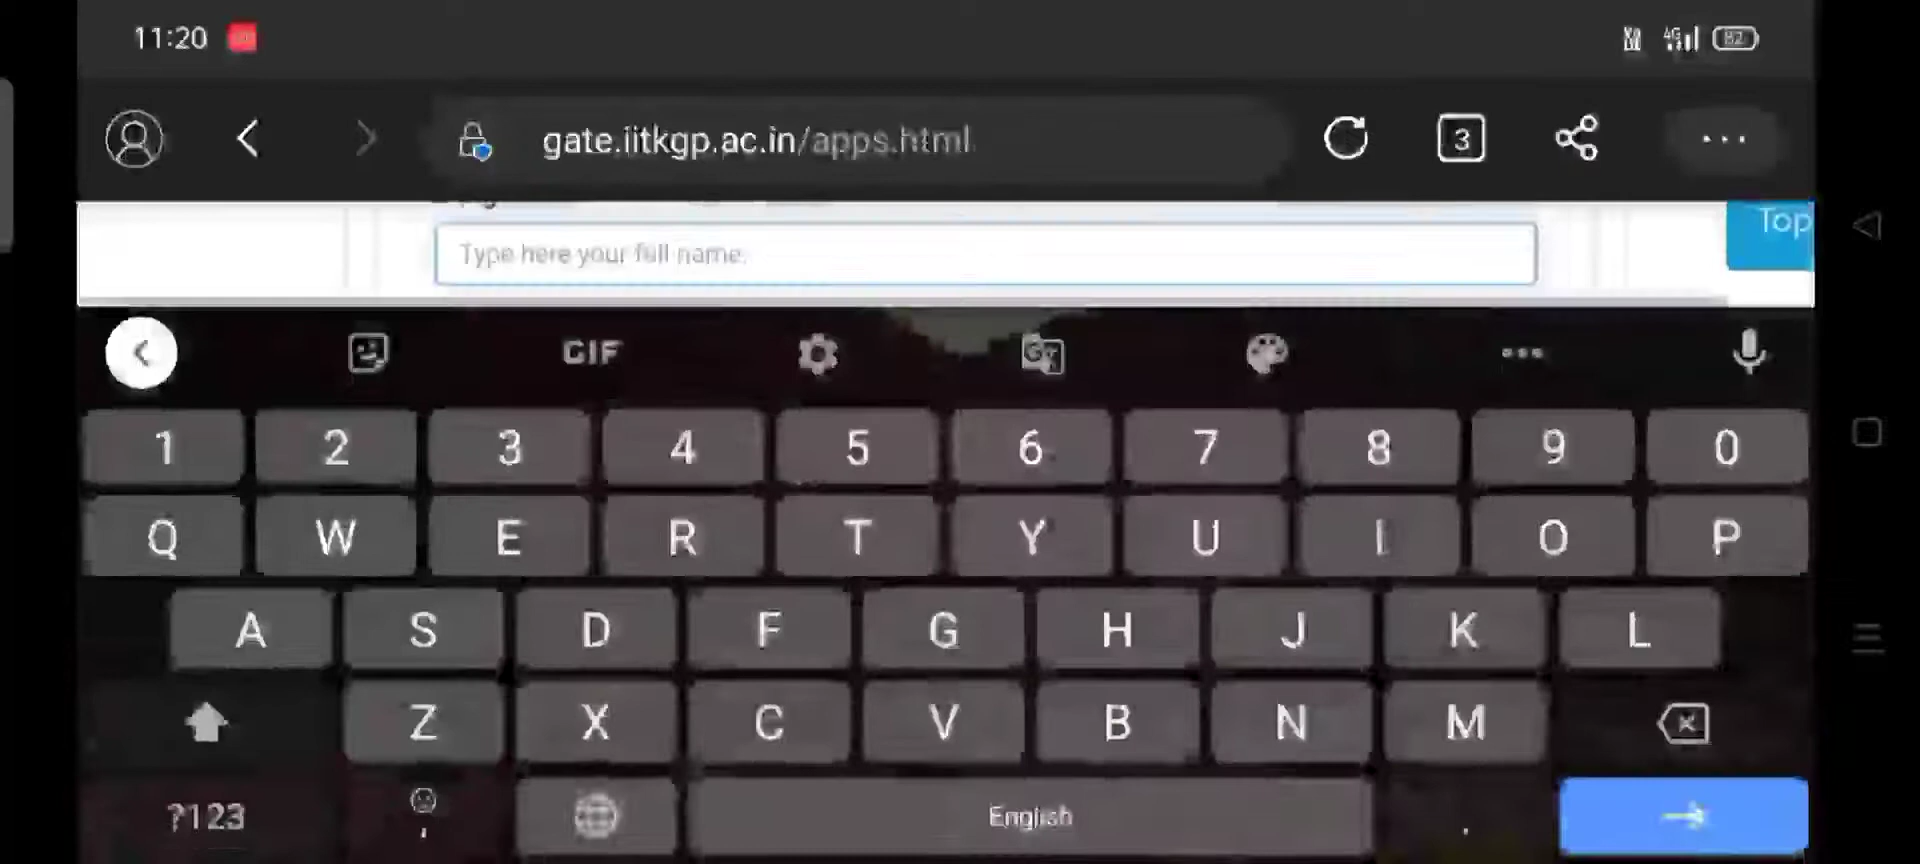 11:20
4G 82
gate.iitkgp.ac.in/apps.html
3
Type here your full name.
Top
GIF
1 2 3 4 5 6 7 8 9 0
Q W E R T Y U I O P
A S D F G H J K L
Z X C V B N M
?123 , English .